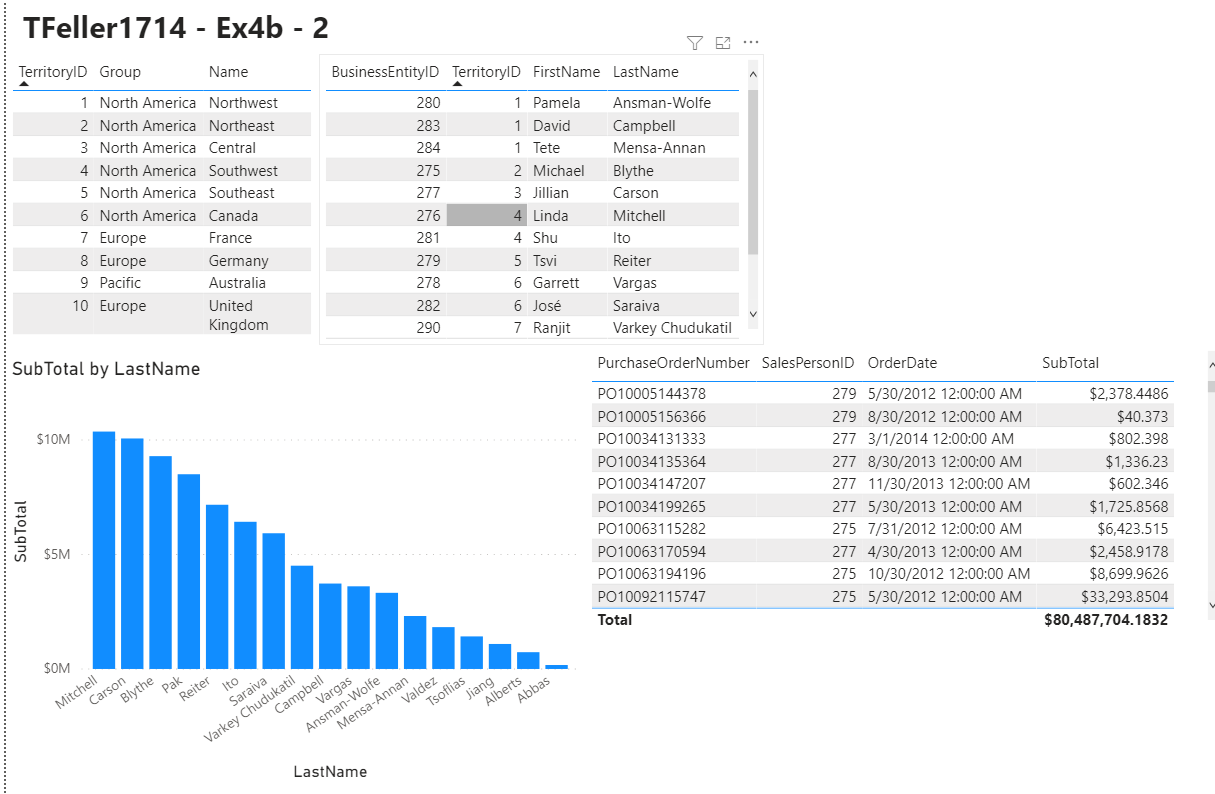 TFeller1714 - Ex4b - 2
TerritoryID Group Name
1 North America Northwest
2 North America Northeast
3 North America Central
4 North America Southwest
5 North America Southeast
6 North America Canada
7 Europe France
8 Europe Germany
9 Pacific Australia
10 Europe United
Kingdom
BusinessEntityID TerritoryID FirstName LastName
280 1 Pamela Ansman-Wolfe
283 1 David Campbell
284 1 Tete Mensa-Annan
275 2 Michael Blythe
277 3 Jillian Carson
276 4 Linda Mitchell
281 4 Shu Ito
279 5 Tsvi Reiter
278 6 Garrett Vargas
282 6 José Saraiva
290 7 Ranjit Varkey Chudukatil
SubTotal by LastName
SubTotal
$10M
$5M
$0M
Mitchell
Carson
Blythe
Pak
Reiter
Ito
Saraiva
Varkey Chudukatil
Campbell
Vargas
Ansman-Wolfe
Mensa-Annan
Valdez
Tsoflias
Jiang
Alberts
Abbas
LastName
PurchaseOrderNumber SalesPersonID OrderDate SubTotal
PO10005144378 279 5/30/2012 12:00:00 AM $2,378.4486
PO10005156366 279 8/30/2012 12:00:00 AM $40.373
PO10034131333 277 3/1/2014 12:00:00 AM $802.398
PO10034135364 277 8/30/2013 12:00:00 AM $1,336.23
PO10034147207 277 11/30/2013 12:00:00 AM $602.346
PO10034199265 277 5/30/2013 12:00:00 AM $1,725.8568
PO10063115282 275 7/31/2012 12:00:00 AM $6,423.515
PO10063170594 277 4/30/2013 12:00:00 AM $2,458.9178
PO10063194196 275 10/30/2012 12:00:00 AM $8,699.9626
PO10092115747 275 5/30/2012 12:00:00 AM $33,293.8504
Total $80,487,704.1832